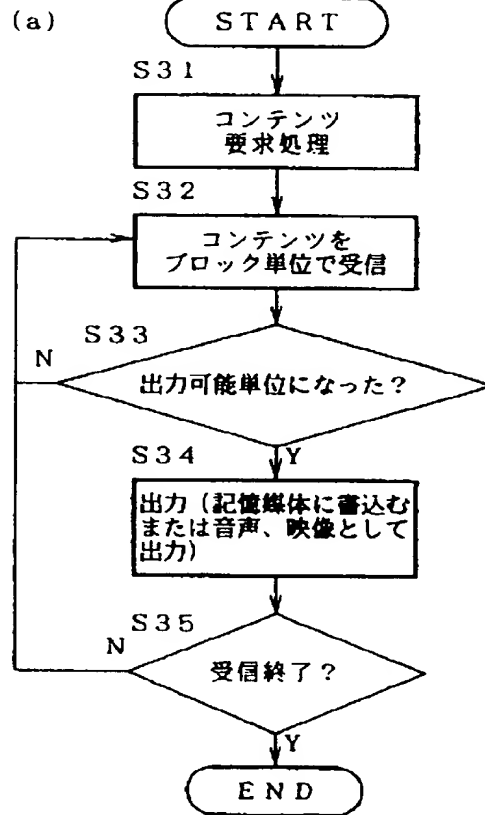 (a)
START
S31
コンテンツ
要求処理
S32
コンテンツを
ブロック単位で受信
S33
N
出力可能単位になった？
Y
S34
出力（記憶媒体に書込む
または音声、映像として
出力）
S35
N
受信終了？
Y
END